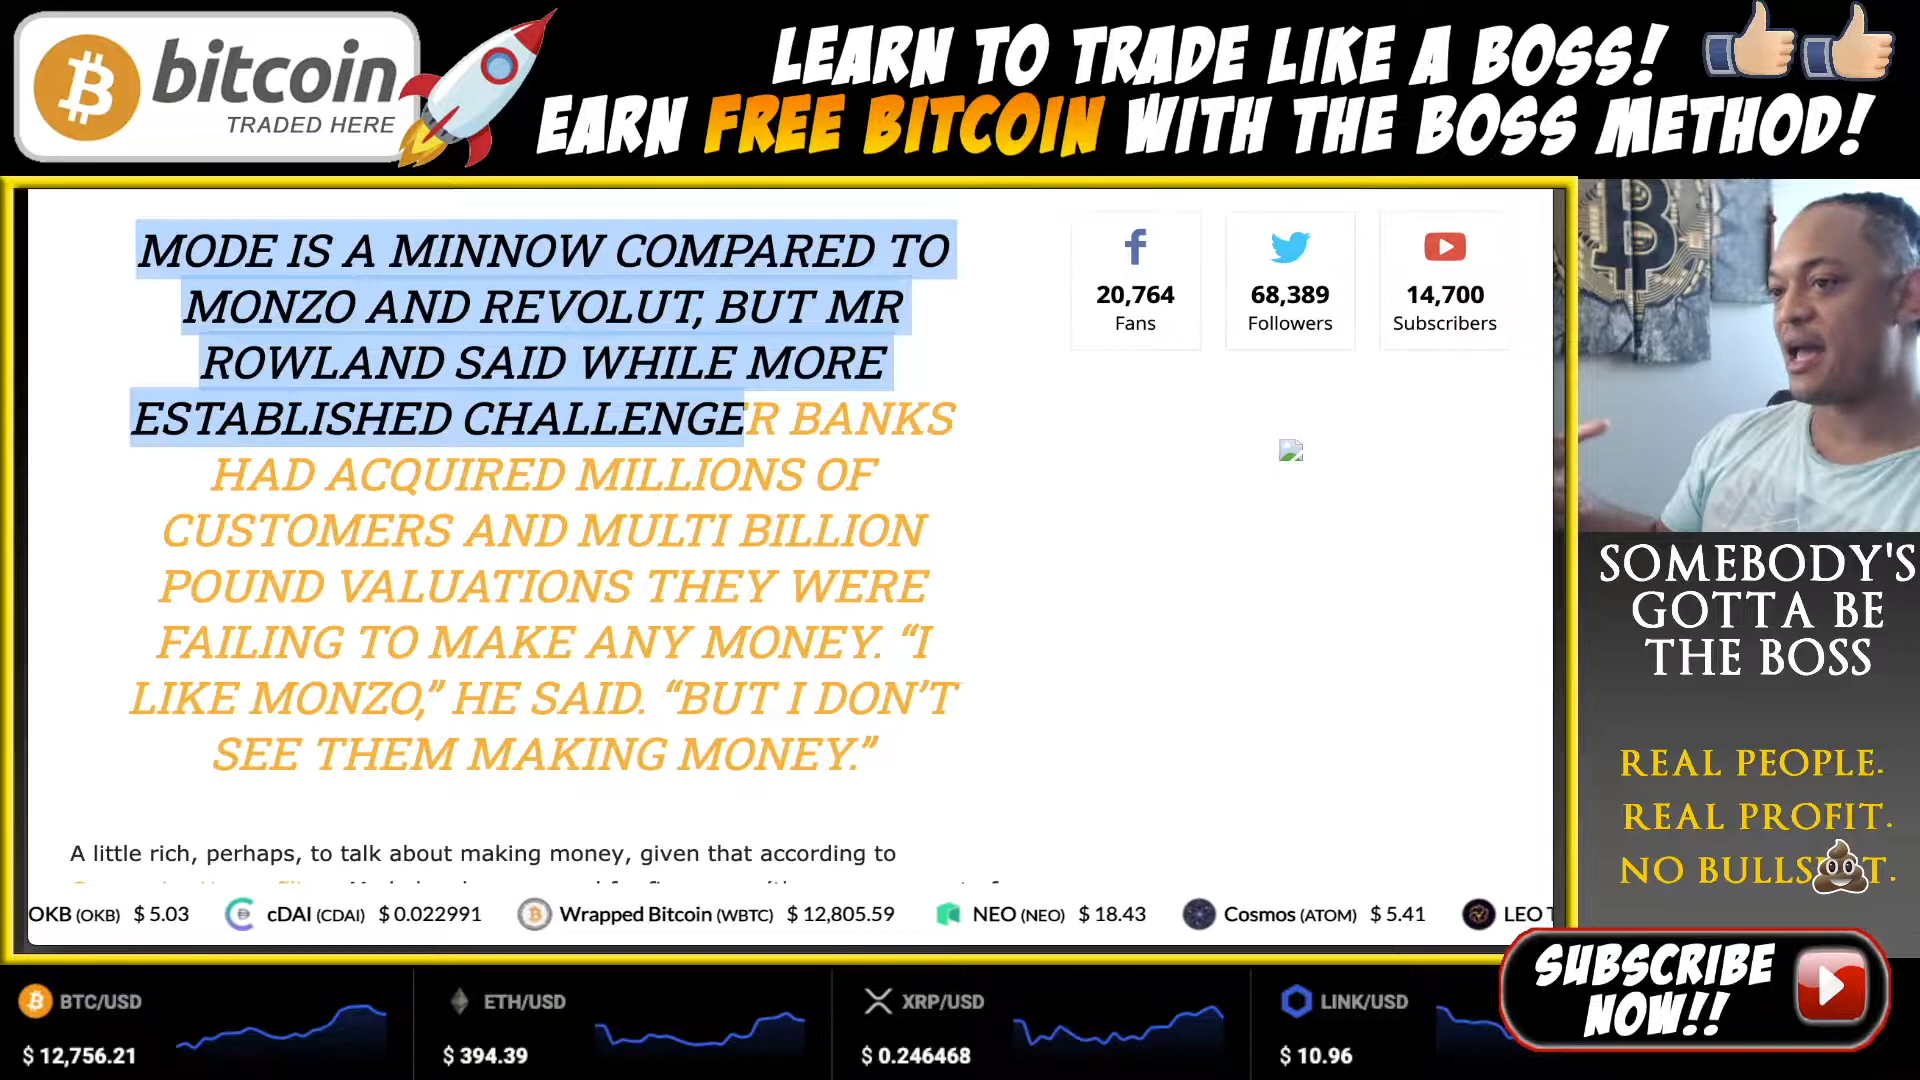 bitcoin
TRADED HERE
LEARN TO TRADE LIKE A BOSS!
EARN FREE BITCOIN WITH THE BOSS METHOD!
MODE IS A MINNOW COMPARED TO
MONZO AND REVOLUT, BUT MR
ROWLAND SAID WHILE MORE
ESTABLISHED CHALLENGER BANKS
HAD ACQUIRED MILLIONS OF
CUSTOMERS AND MULTI BILLION
POUND VALUATIONS THEY WERE
FAILING TO MAKE ANY MONEY. “I
LIKE MONZO,” HE SAID. “BUT I DON’T
SEE THEM MAKING MONEY.”
A little rich, perhaps, to talk about making money, given that according to
20,764
Fans
68,389
Followers
14,700
Subscribers
SOMEBODY'S
GOTTA BE
THE BOSS
REAL PEOPLE.
REAL PROFIT.
NO BULLS💩T.
OKB (OKB) $ 5.03 cDAI (CDAI) $ 0.022991 Wrapped Bitcoin (WBTC) $ 12,805.59 NEO (NEO) $ 18.43 Cosmos (ATOM) $ 5.41 LEO
SUBSCRIBE
NOW!!
BTC/USD
$ 12,756.21
ETH/USD
$ 394.39
XRP/USD
$ 0.246468
LINK/USD
$ 10.96